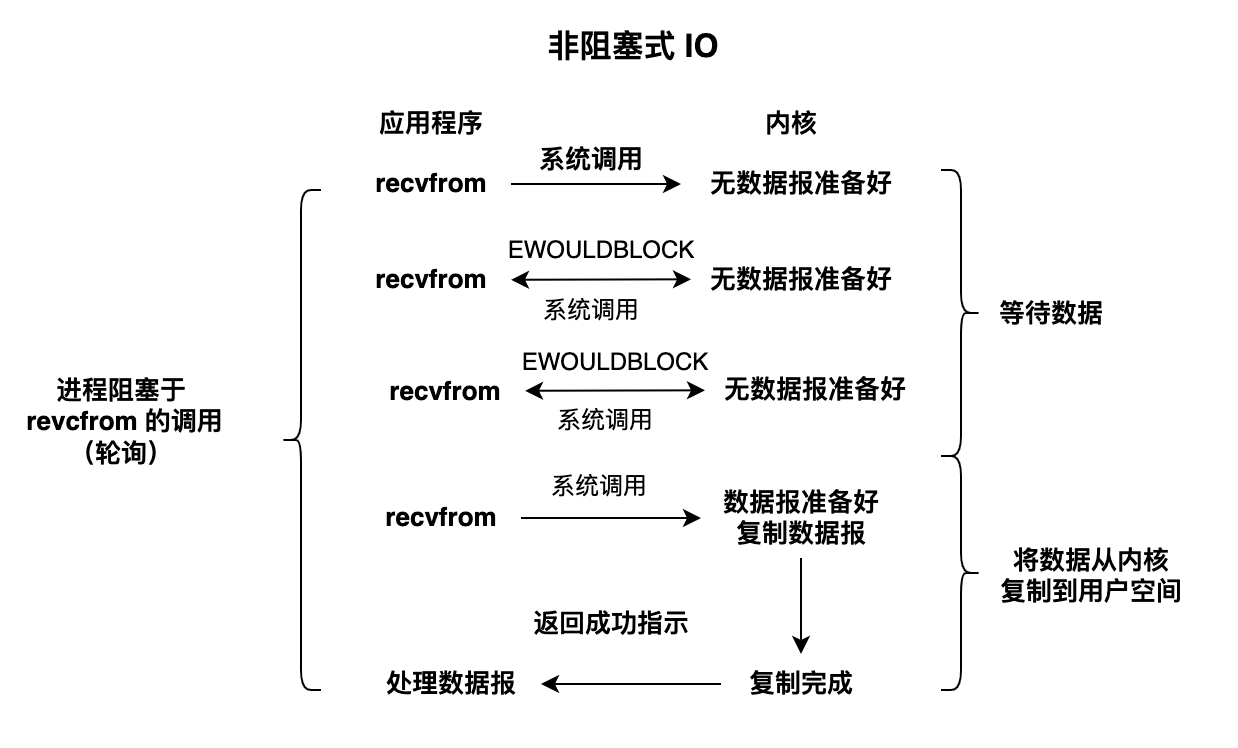 非阻塞式 IO
应用程序
内核
系统调用
recvfrom
无数据报准备好
EWOULDBLOCK
recvfrom
无数据报准备好
系统调用
等待数据
EWOULDBLOCK
recvfrom
无数据报准备好
系统调用
进程阻塞于
revcfrom 的调用
（轮询）
系统调用
recvfrom
数据报准备好
复制数据报
将数据从内核
复制到用户空间
返回成功指示
处理数据报
复制完成